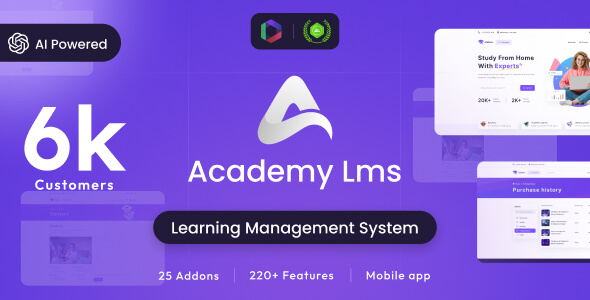 AI Powered
6k
Customers
Academy Lms
Learning Management System
25 Addons
220+ Features
Mobile app
Study From Home
With Experts
20K+
2K+
Purchase history